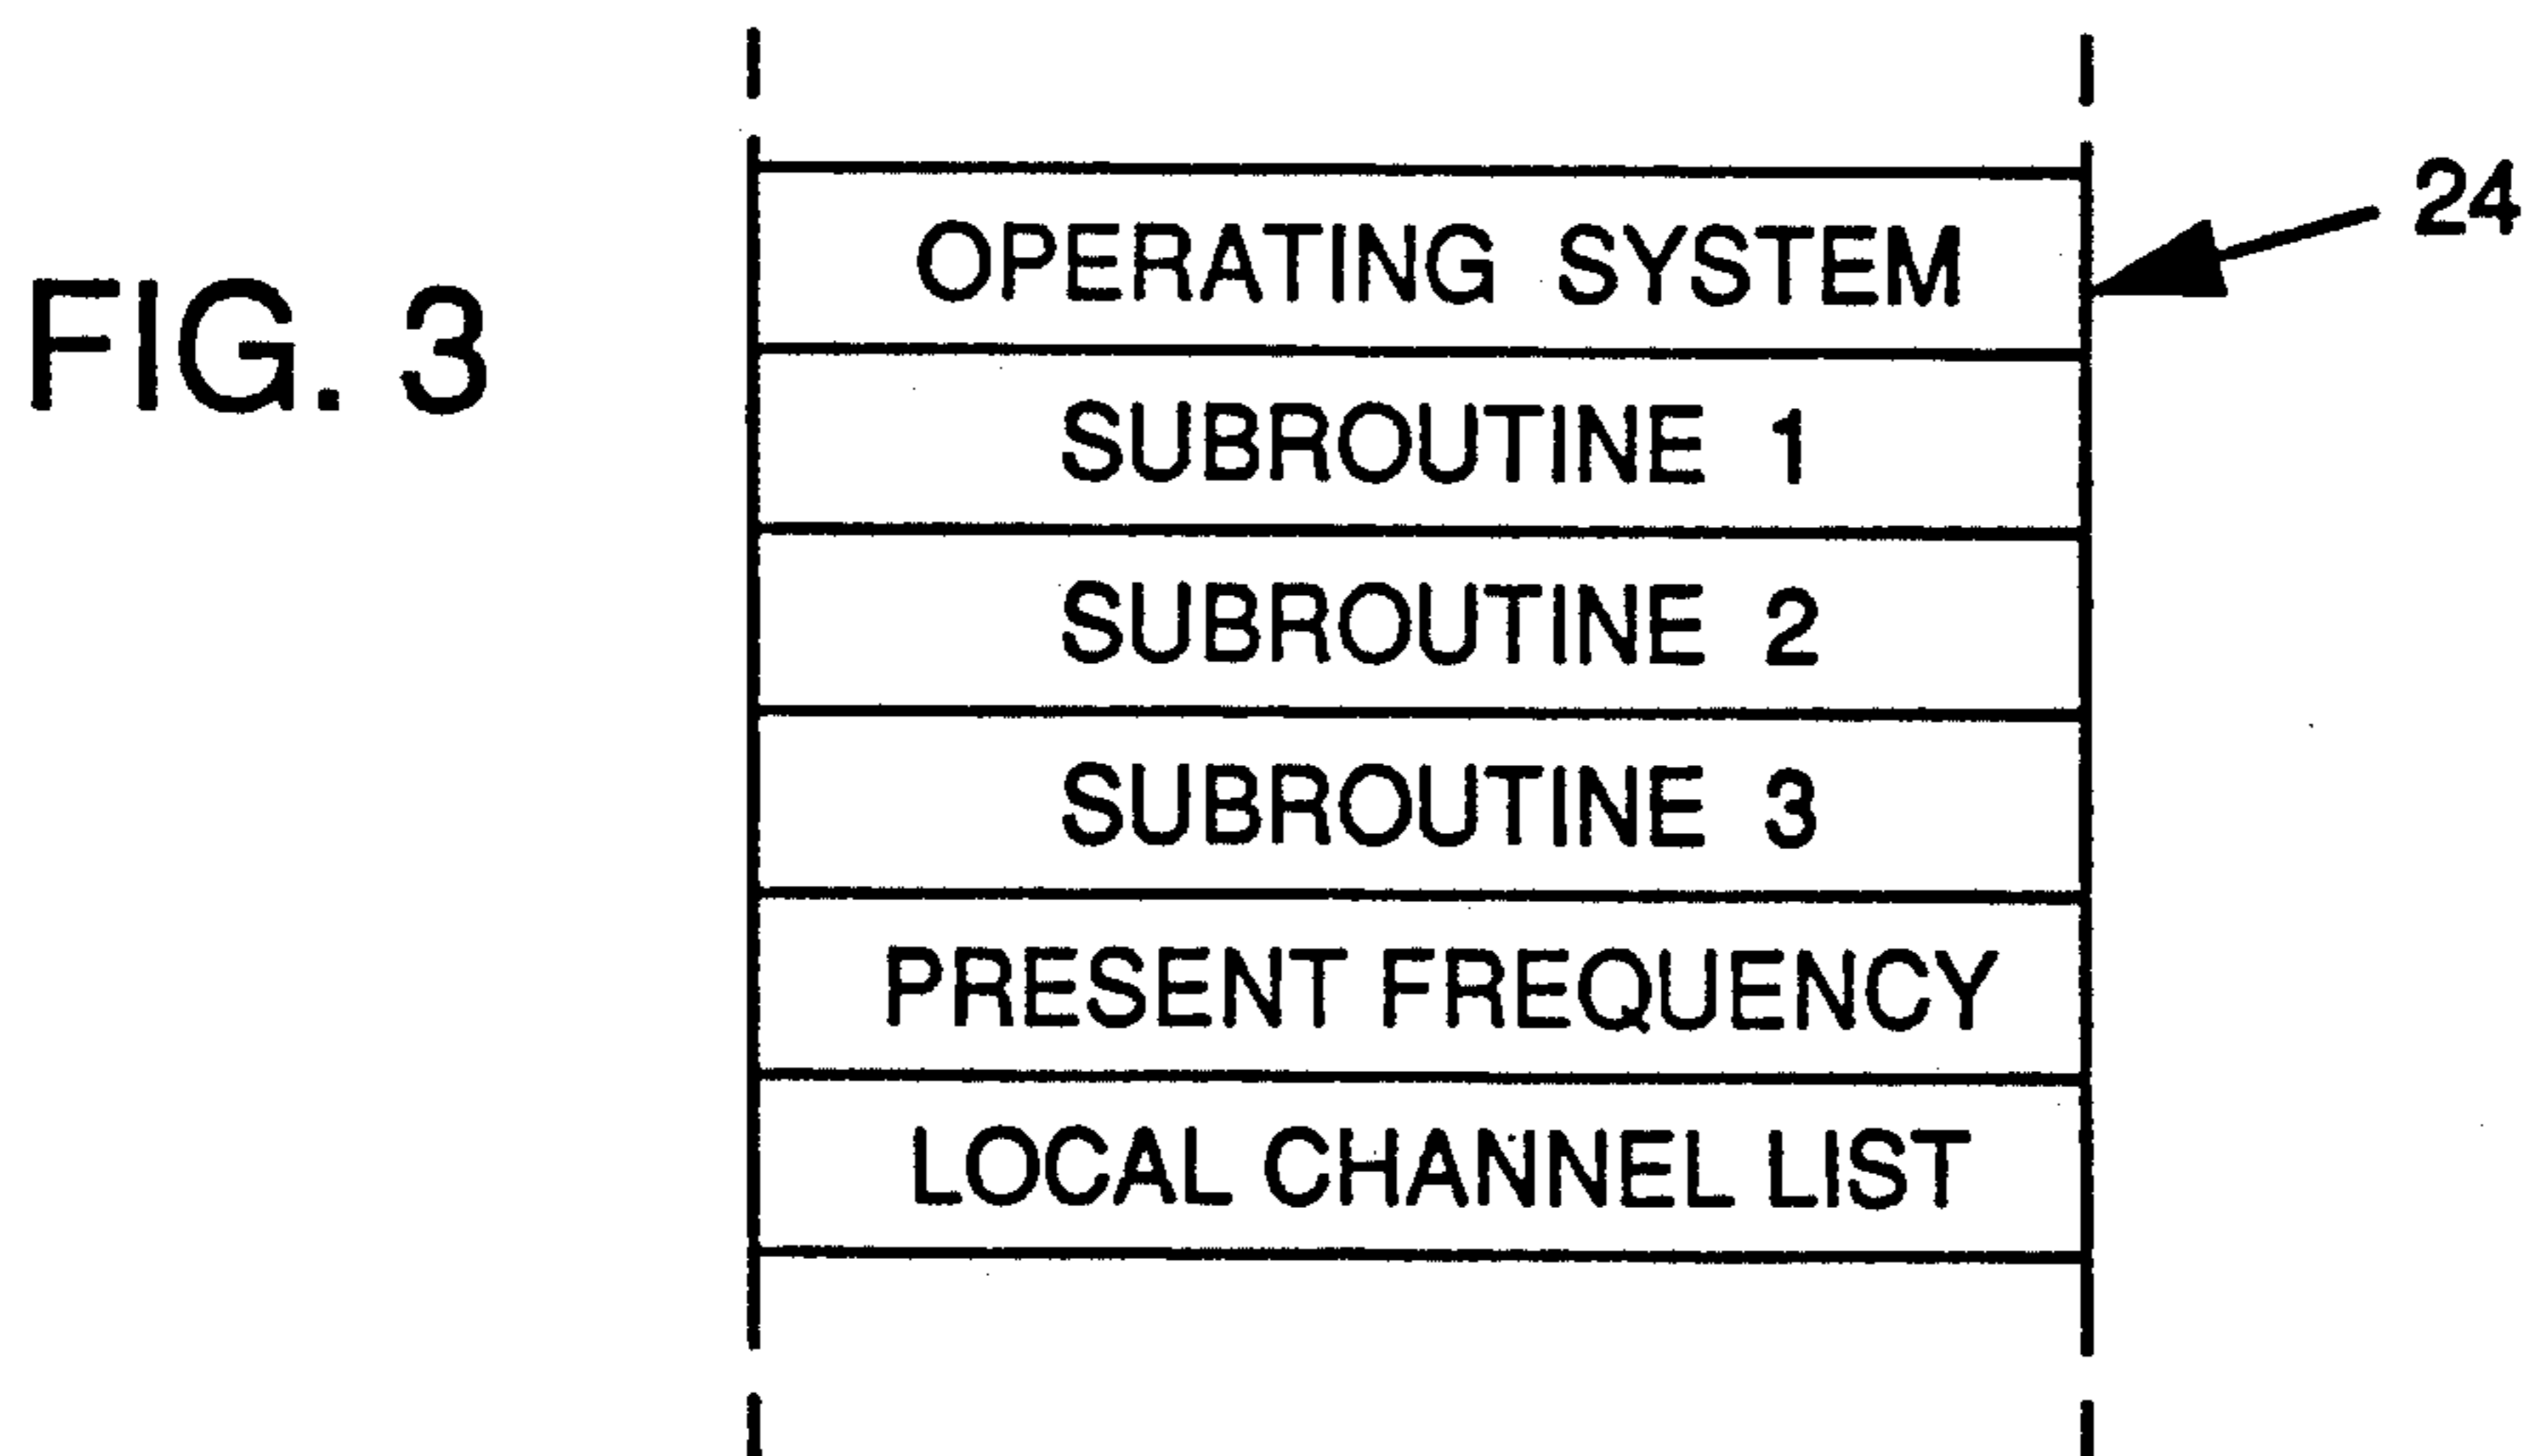 FIG. 3
24
OPERATING SYSTEM
SUBROUTINE 1
SUBROUTINE 2
SUBROUTINE 3
PRESENT FREQUENCY
LOCAL CHANNEL LIST